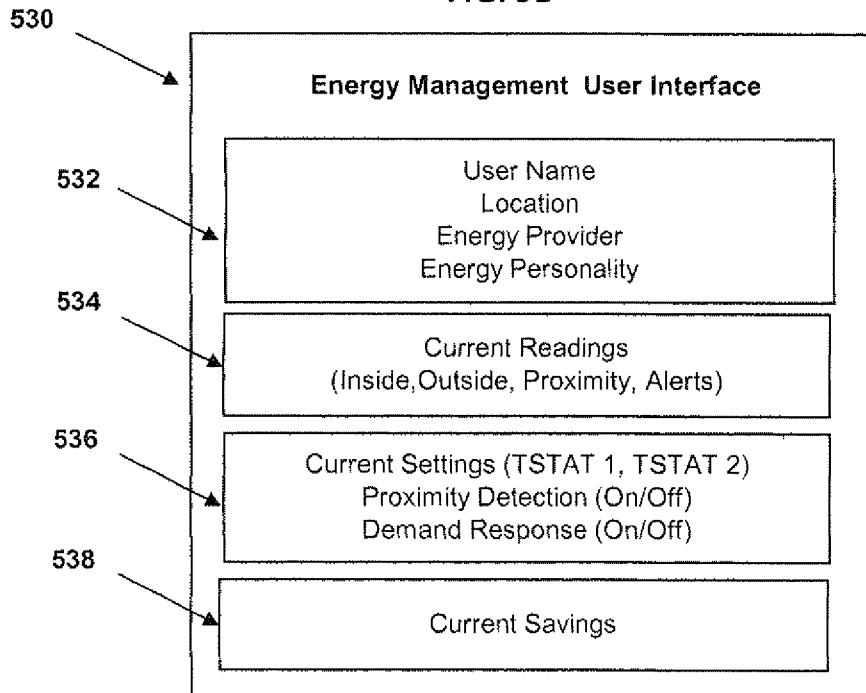 530
Energy Management User Interface
532
User Name
Location
Energy Provider
Energy Personality
534
Current Readings
(Inside,Outside, Proximity, Alerts)
536
Current Settings (TSTAT 1, TSTAT 2)
Proximity Detection (On/Off)
Demand Response (On/Off)
538
Current Savings